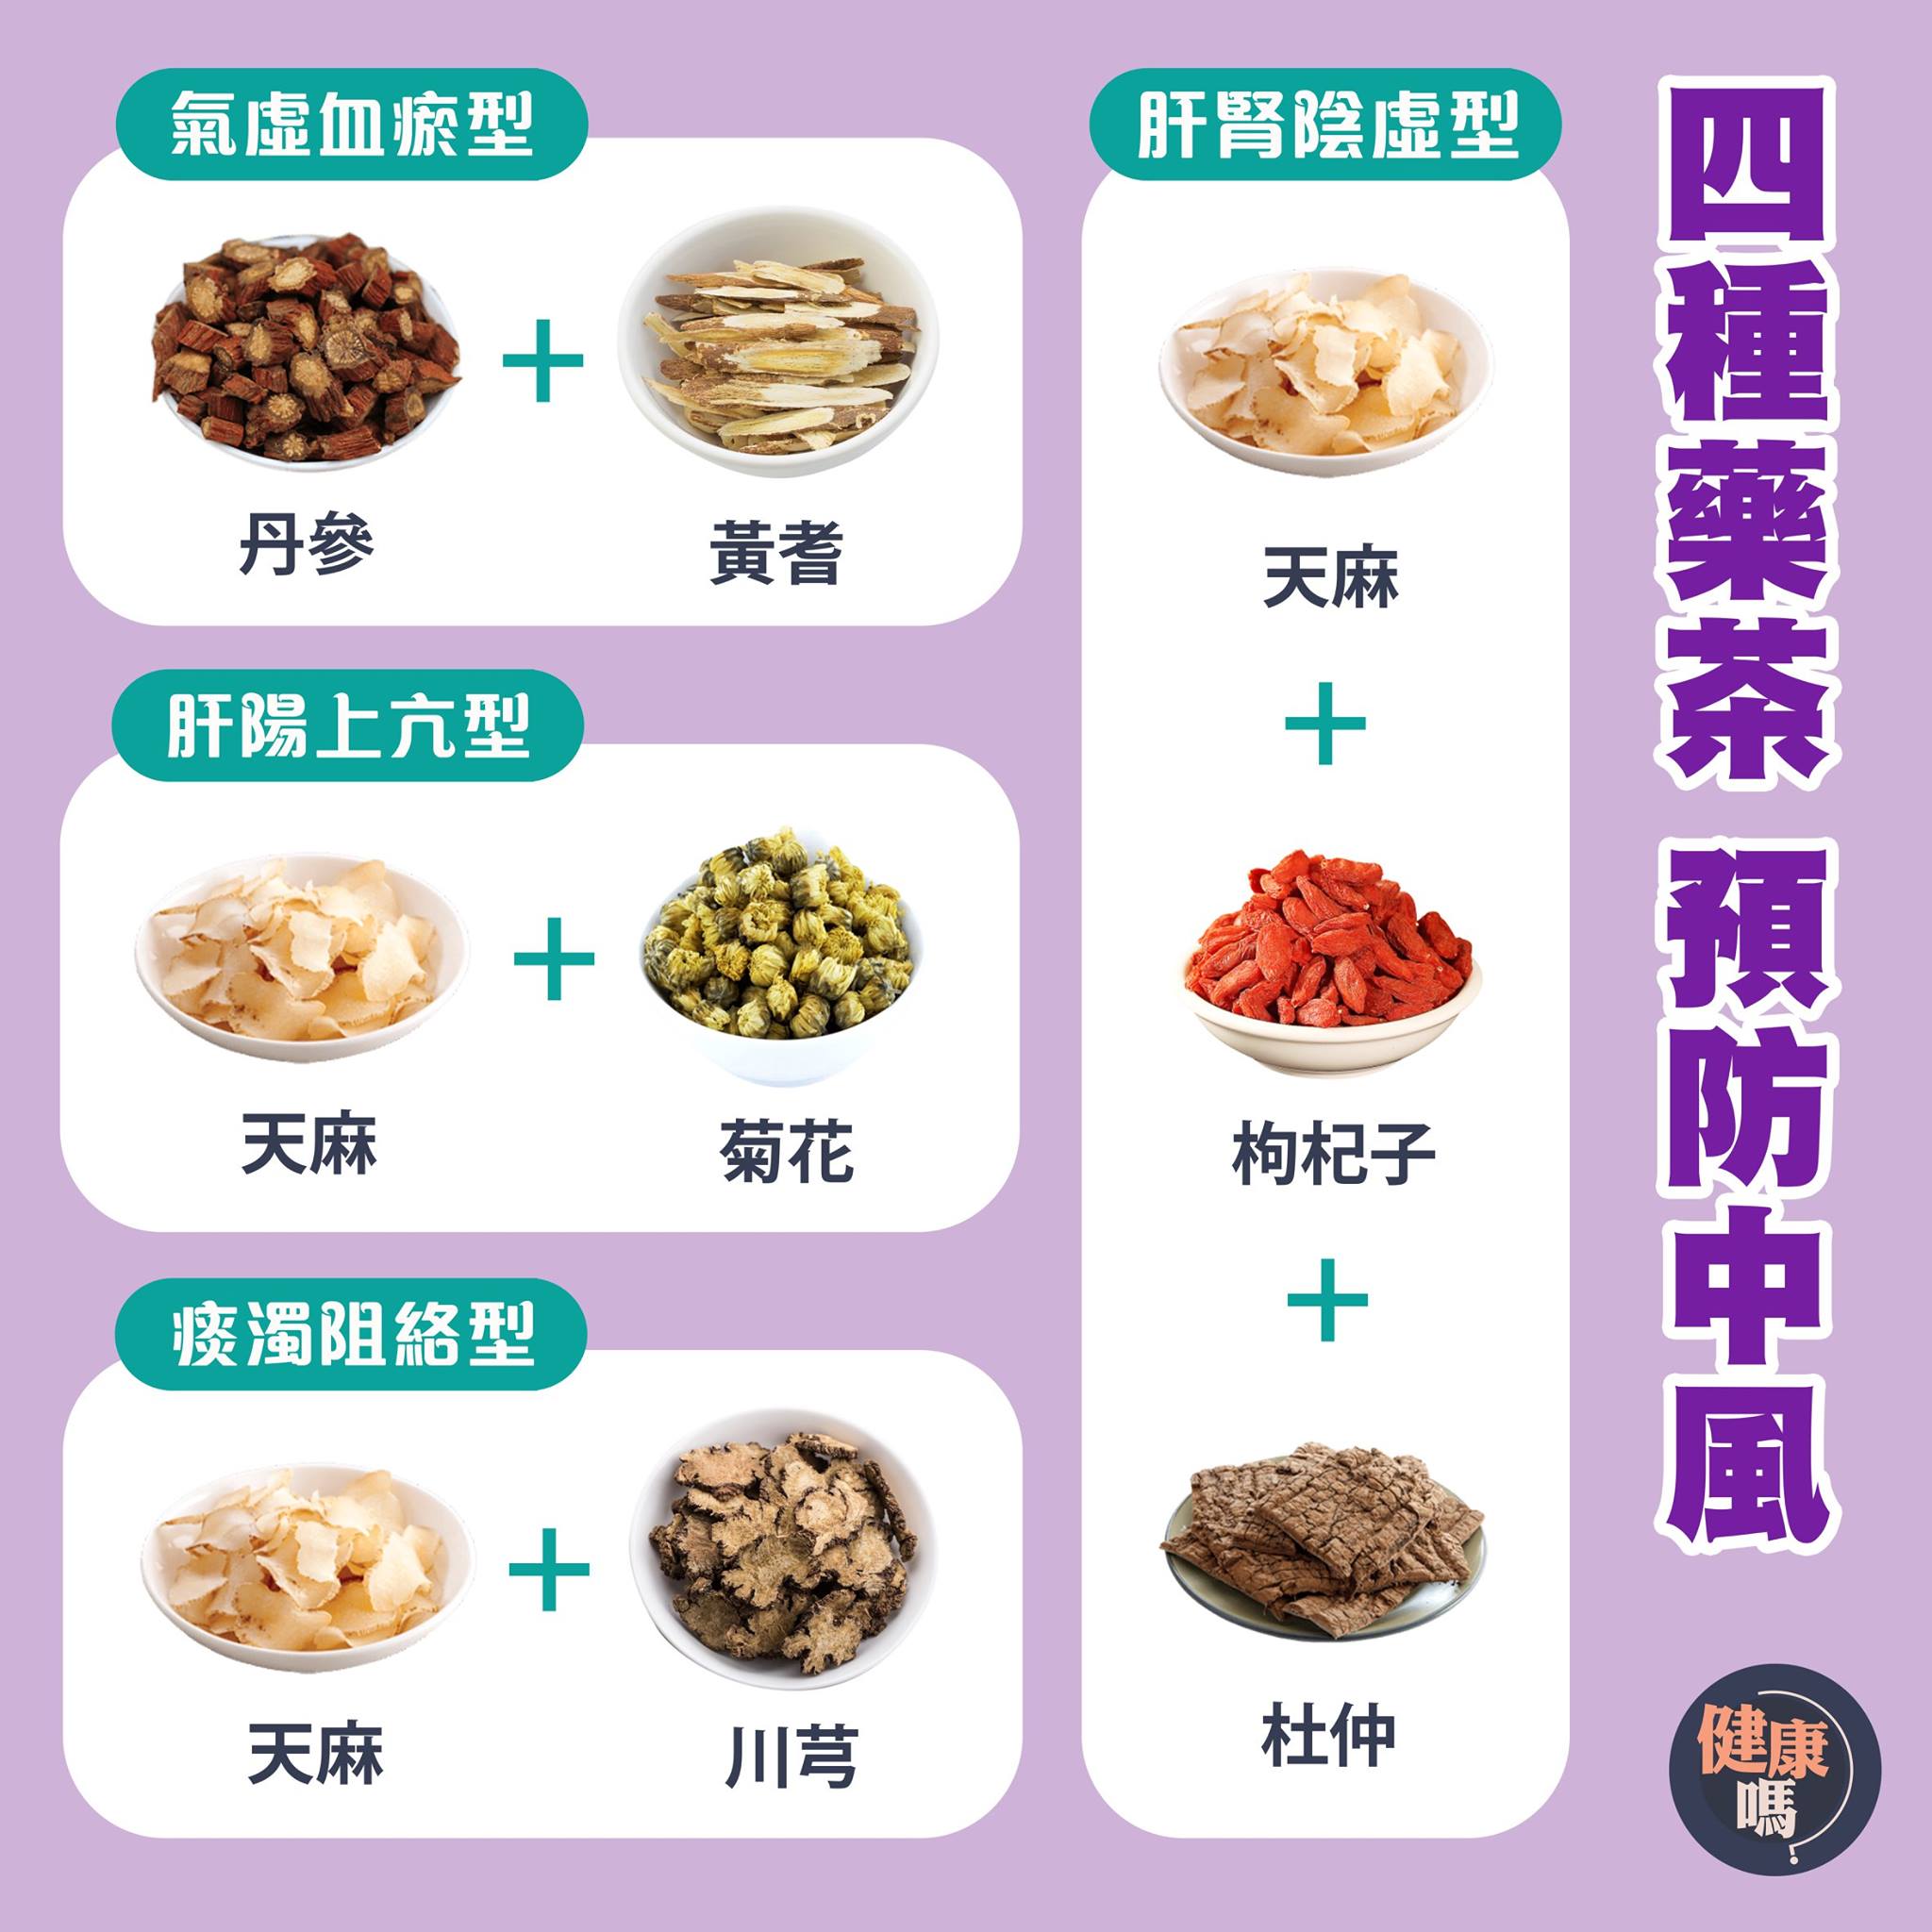 四種藥茶 預防中風
氣虛血瘀型
丹參
+
黃耆
肝陽上亢型
天麻
+
菊花
痰濁阻絡型
天麻
+
川芎
肝腎陰虛型
天麻
+
枸杞子
+
杜仲
健康
嗎?